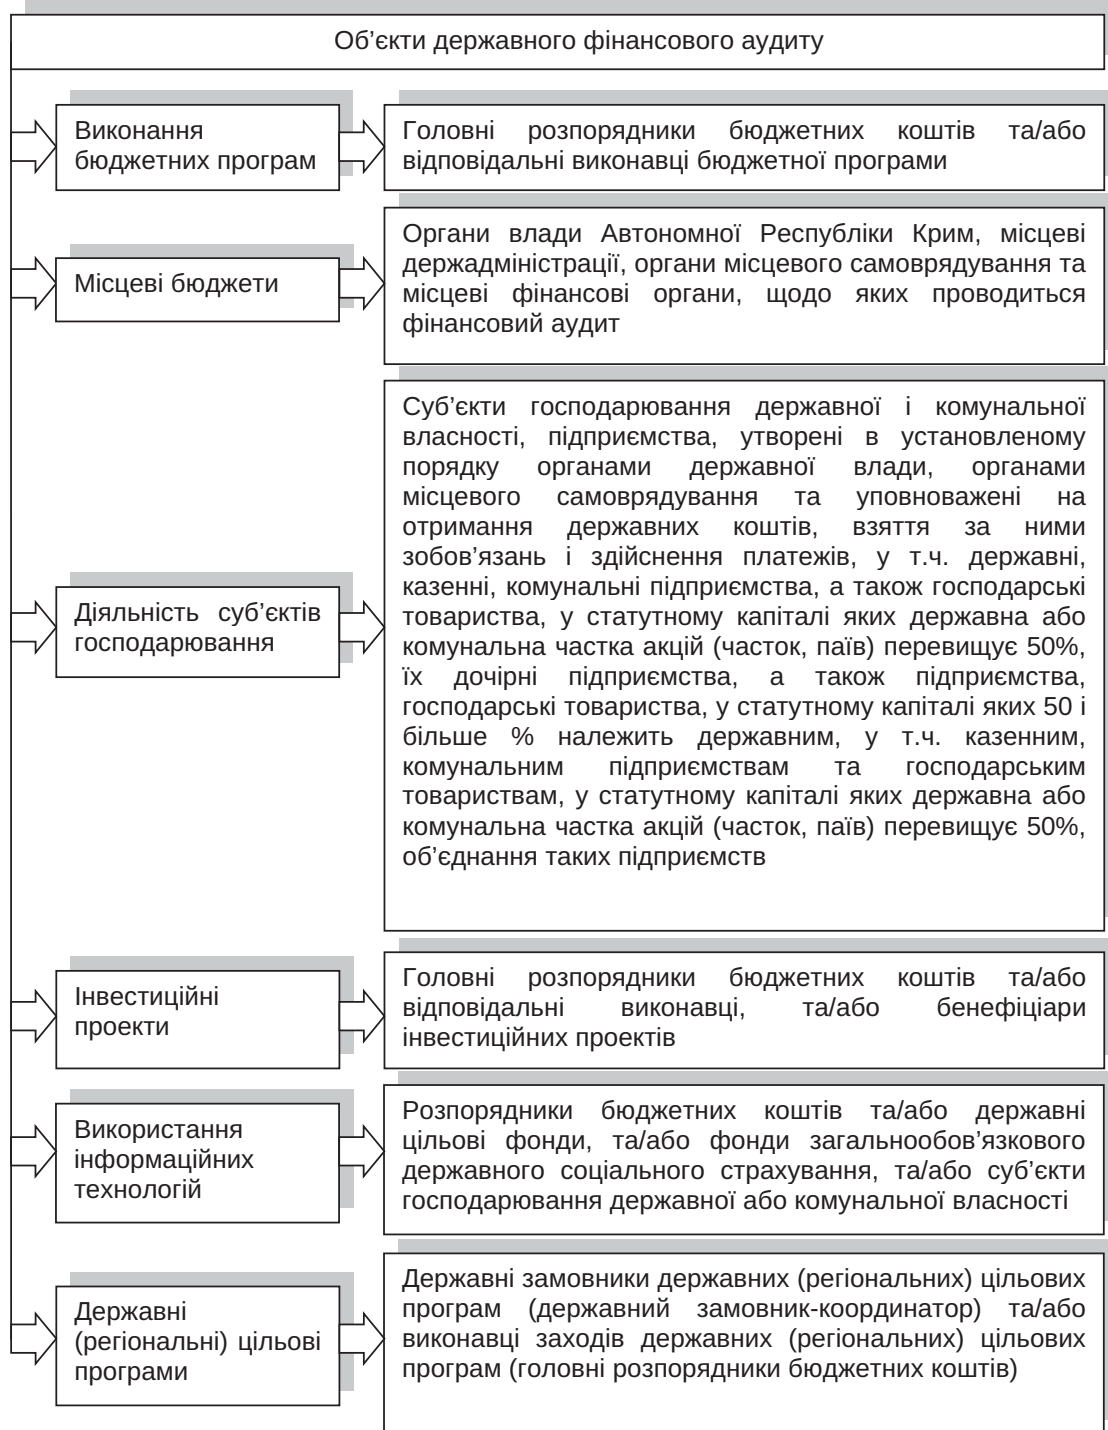 Об’єкти державного фінансового аудиту
Виконання
бюджетних програм
Головні розпорядники бюджетних коштів та/або
відповідальні виконавці бюджетної програми
Місцеві бюджети
Органи влади Автономної Республіки Крим, місцеві
держадміністрації, органи місцевого самоврядування та
місцеві фінансові органи, щодо яких проводиться
фінансовий аудит
Діяльність суб’єктів
господарювання
Суб’єкти господарювання державної і комунальної
власності, підприємства, утворені в установленому
порядку органами державної влади, органами
місцевого самоврядування та уповноважені на
отримання державних коштів, взяття за ними
зобов’язань і здійснення платежів, у т.ч. державні,
казенні, комунальні підприємства, а також господарські
товариства, у статутному капіталі яких державна або
комунальна частка акцій (часток, паїв) перевищує 50%,
їх дочірні підприємства, а також підприємства,
господарські товариства, у статутному капіталі яких 50 і
більше % належить державним, у т.ч. казенним,
комунальним підприємствам та господарським
товариствам, у статутному капіталі яких державна або
комунальна частка акцій (часток, паїв) перевищує 50%,
об’єднання таких підприємств
Інвестиційні
проекти
Головні розпорядники бюджетних коштів та/або
відповідальні виконавці, та/або бенефіціари
інвестиційних проектів
Використання
інформаційних
технологій
Розпорядники бюджетних коштів та/або державні
цільові фонди, та/або фонди загальнообов’язкового
державного соціального страхування, та/або суб’єкти
господарювання державної або комунальної власності
Державні
(регіональні) цільові
програми
Державні замовники державних (регіональних) цільових
програм (державний замовник-координатор) та/або
виконавці заходів державних (регіональних) цільових
програм (головні розпорядники бюджетних коштів)